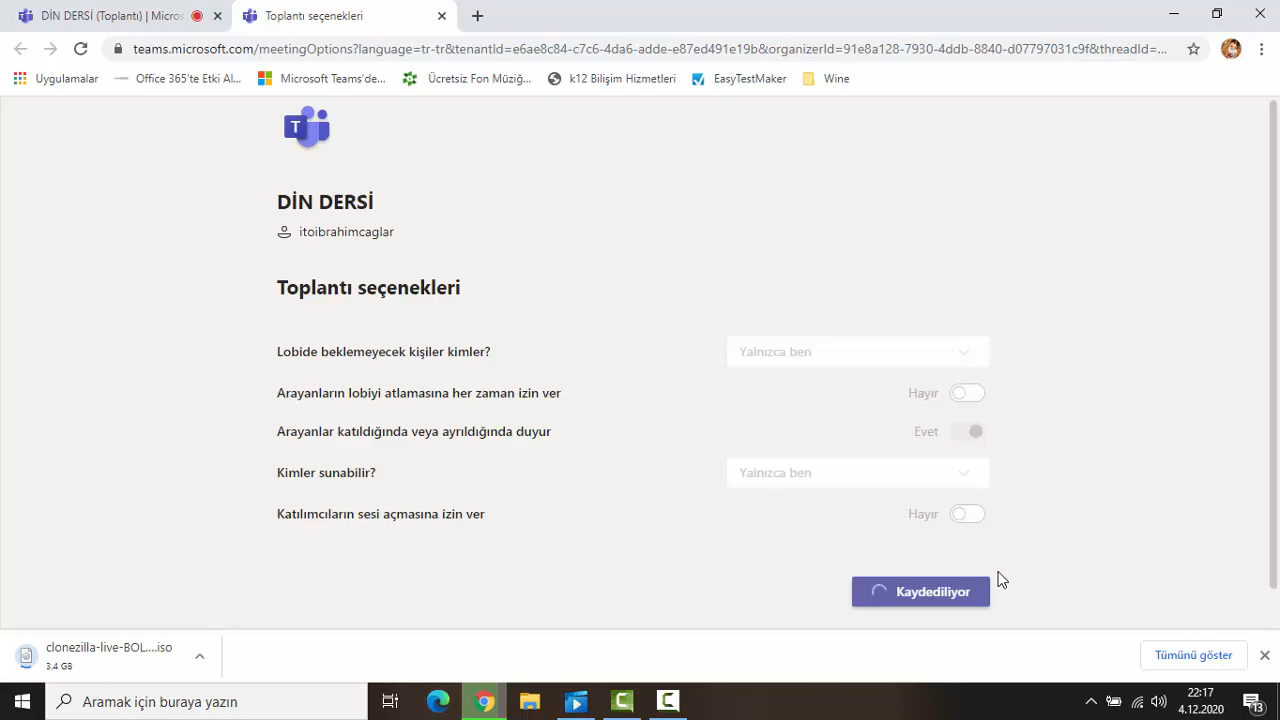 DİN DERSİ (Toplantı) | Micros
Toplantı seçenekleri
teams.microsoft.com/meetingOptions?language=tr-tr&tenantId=e6ae8c84-c7c6-4da6-adde-e87ed491e19b&organizerId=91e8a128-7930-4ddb-8840-d07797031c9f&threadId=...
Uygulamalar
Office 365'te Etki Al...
Microsoft Teams'de...
Ücretsiz Fon Müziğ...
k12 Bilişim Hizmetleri
EasyTestMaker
Wine
T
DİN DERSİ
itoibrahimcaglar
Toplantı seçenekleri
Lobide beklemeyecek kişiler kimler?
Yalnızca ben
Arayanların lobiyi atlamasına her zaman izin ver
Hayır
Arayanlar katıldığında veya ayrıldığında duyur
Evet
Kimler sunabilir?
Yalnızca ben
Katılımcıların sesi açmasına izin ver
Hayır
Kaydediliyor
clonezilla-live-BOL....iso
3.4 GB
Tümünü göster
Aramak için buraya yazın
22:17
4.12.2020
13